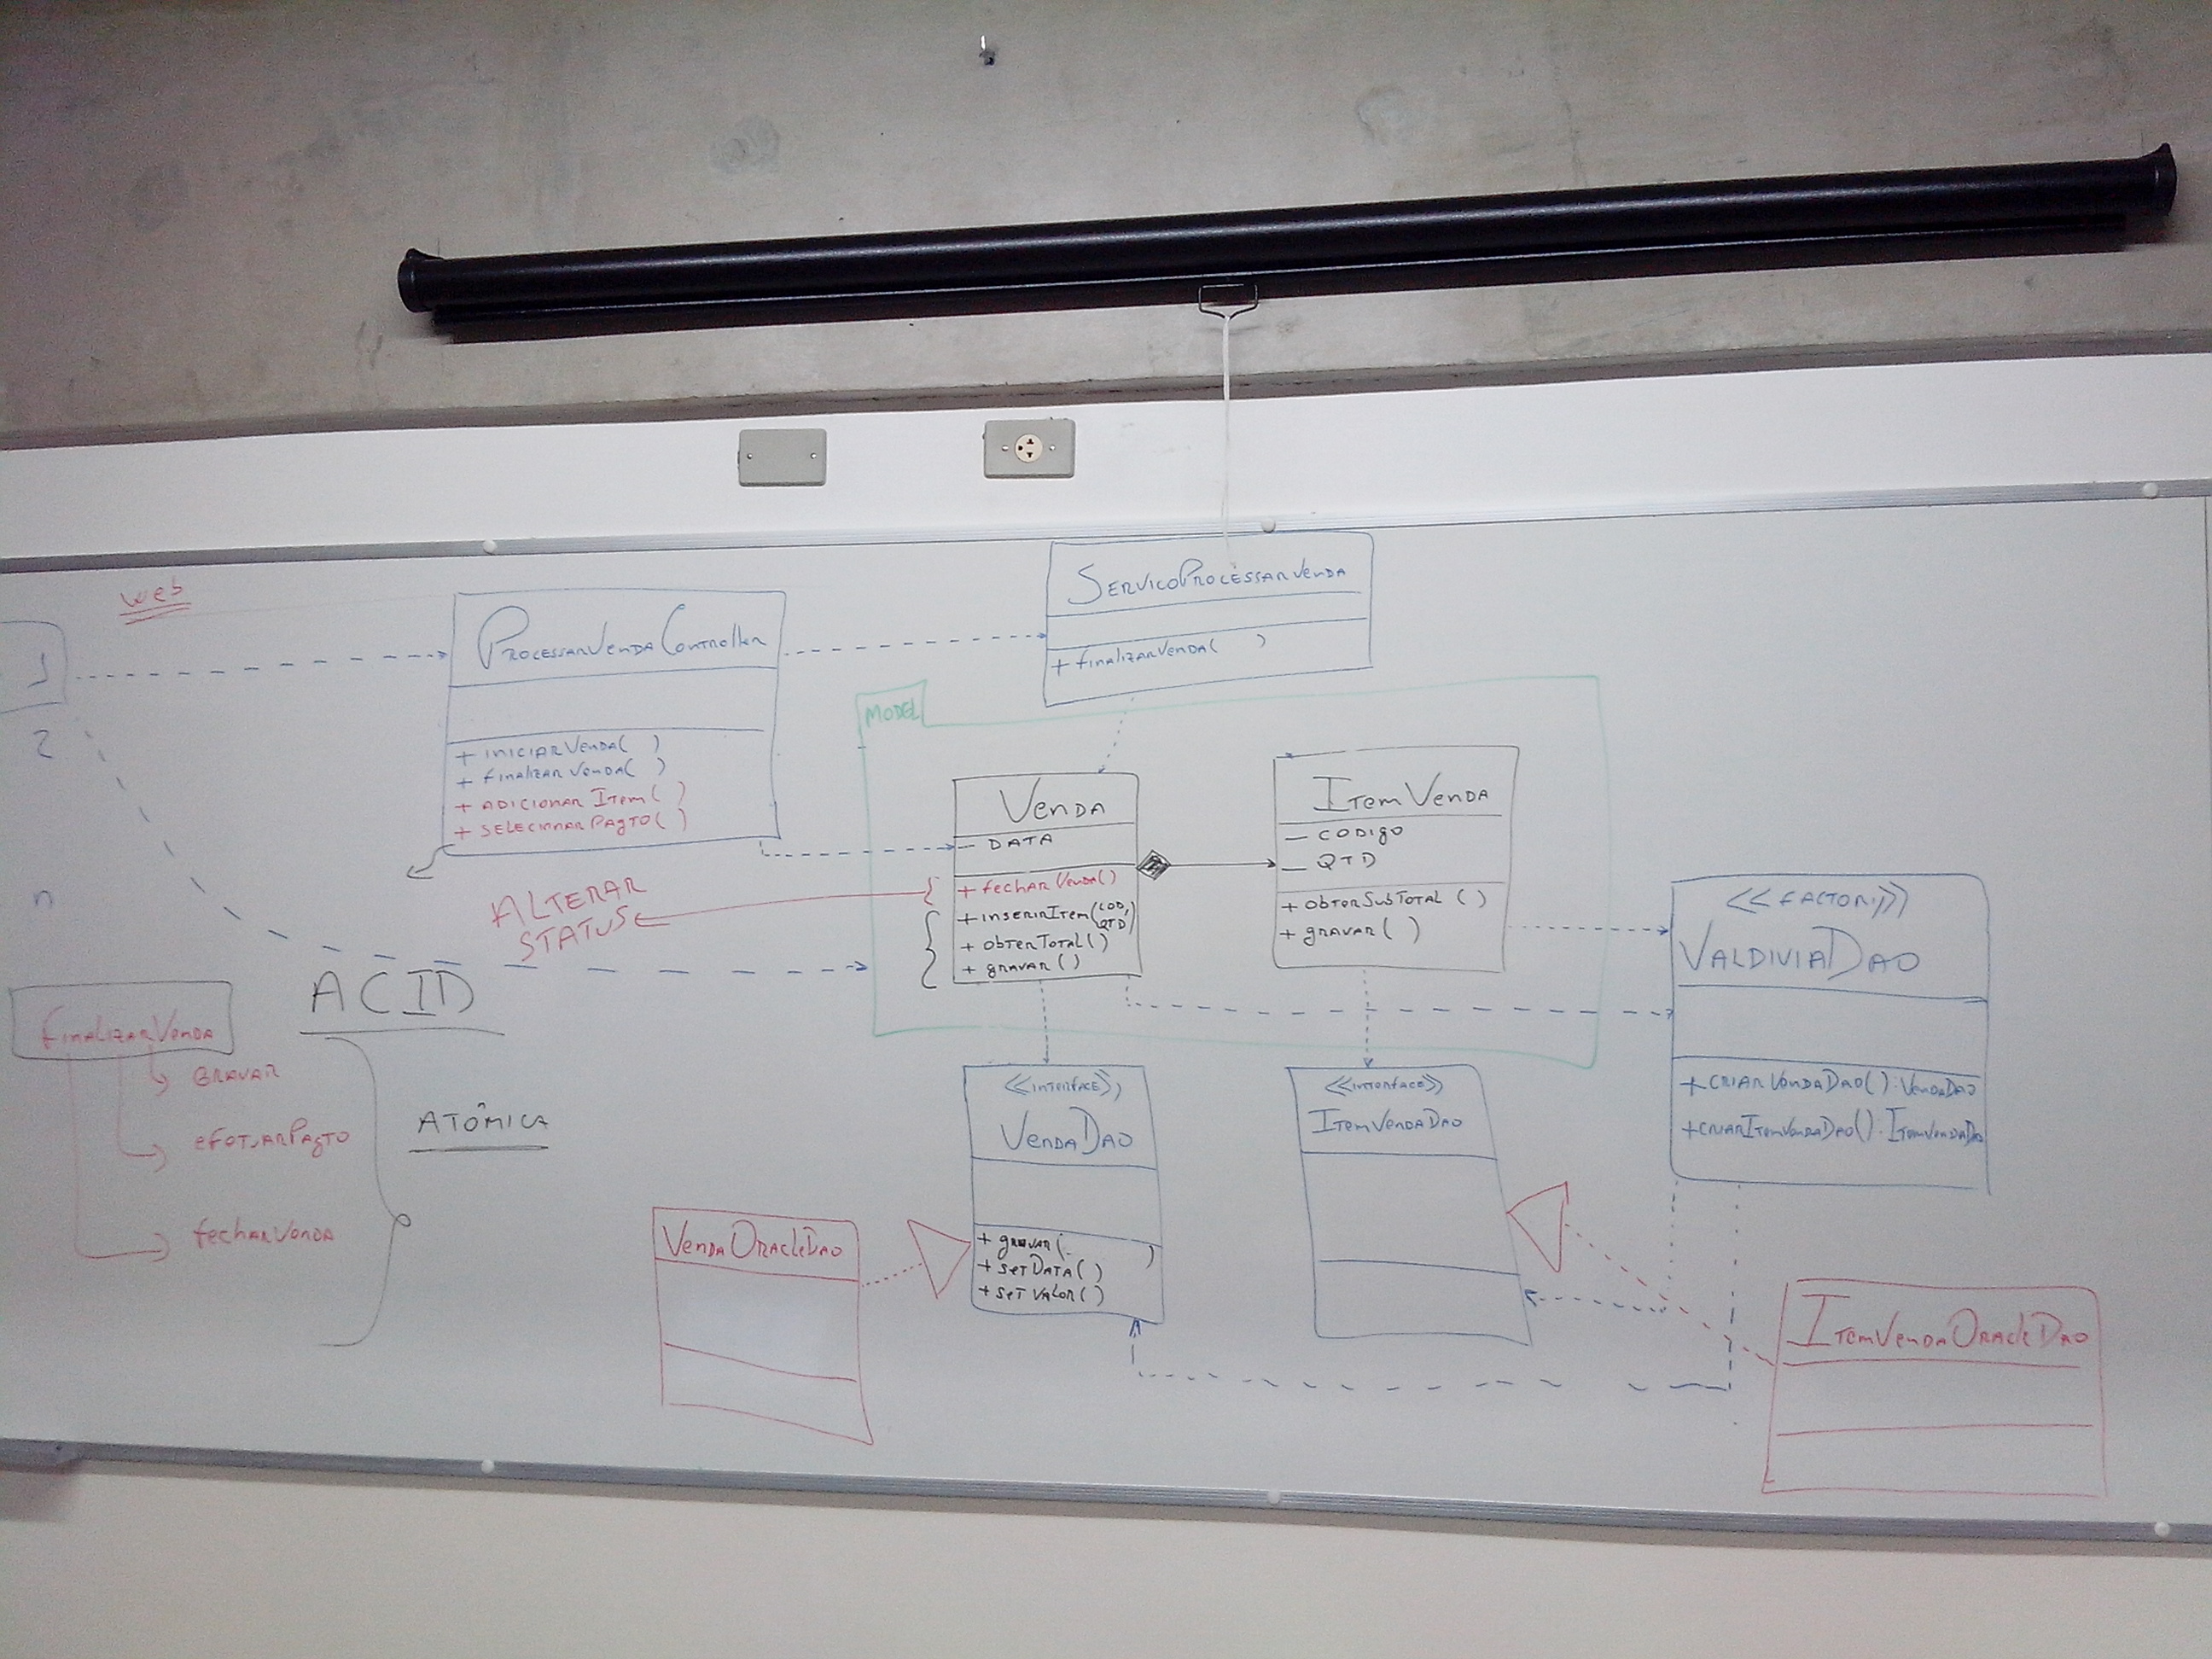 web
1
2
n
ProcessarVendaController
+ iniciarVenda( )
+ finalizarVenda( )
+ adicionarItem( )
+ selecionarPagto( )
ServicoProcessarVenda
+ finalizarVenda( )
MODEL
Venda
- DATA
+ fecharVenda()
+ inserirItem(COD,
QTD)
+ obterTotal()
+ gravar()
ItemVenda
- CODIGO
- QTD
+ obterSubTotal ( )
+ gravar( )
ALTERAR
STATUS
<<FACTORY>>
ValdiviaDao
+criarVendaDao():VendaDao
+criarItemVendaDao():ItemVendaDao
ACID
finalizarVenda
gravar
fecharVenda
ATÔMICA
<<INTERFACE>>
VendaDao
+ gravar( )
+ setData( )
+ setValor( )
<<INTERFACE>>
ItemVendaDao
VendaOracleDao
ItemVendaOracleDao